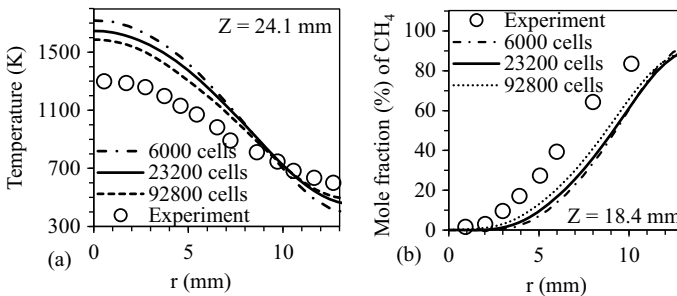 Z = 24.1 mm
1500
1100
700
300
Temperature (K)
6000 cells
23200 cells
92800 cells
Experiment
0
5
10
(a)
r (mm)
100
80
60
40
20
0
Mole fraction (%) of CH₄
Experiment
6000 cells
23200 cells
92800 cells
Z = 18.4 mm
0
5
10
(b)
r (mm)